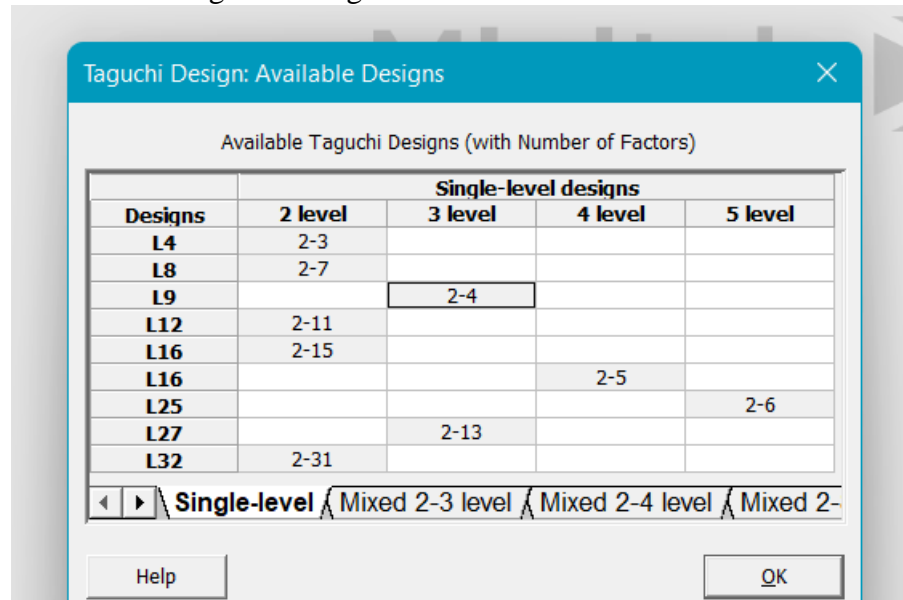 Taguchi Design: Available Designs
Available Taguchi Designs (with Number of Factors)
Single-level designs
Designs 2 level 3 level 4 level 5 level
L4 2-3
L8 2-7
L9 2-4
L12 2-11
L16 2-15
L16 2-5
L25 2-6
L27 2-13
L32 2-31
Single-level Mixed 2-3 level Mixed 2-4 level Mixed 2-
Help OK